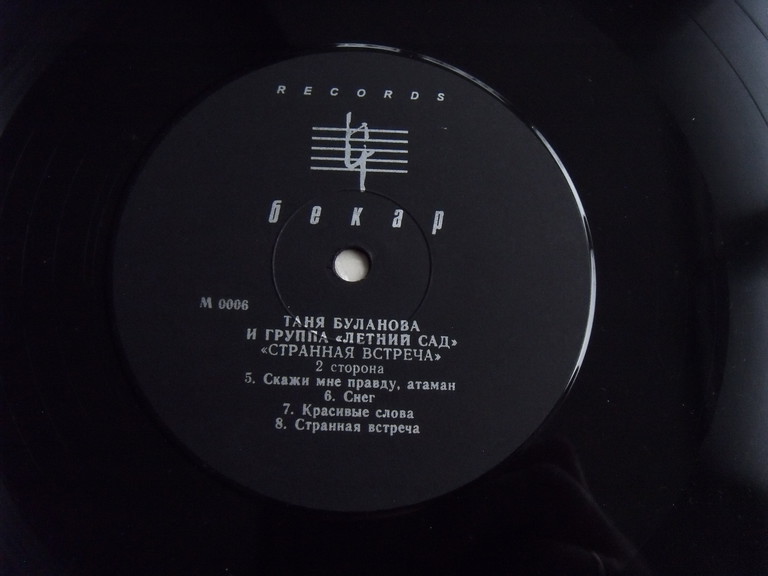 RECORDS
бекар
М 0006
ТАНЯ БУЛАНОВА
И ГРУППА «ЛЕТНИЙ САД»
«СТРАННАЯ ВСТРЕЧА»
2 сторона
5. Скажи мне правду, атаман
6. Снег
7. Красивые слова
8. Странная встреча